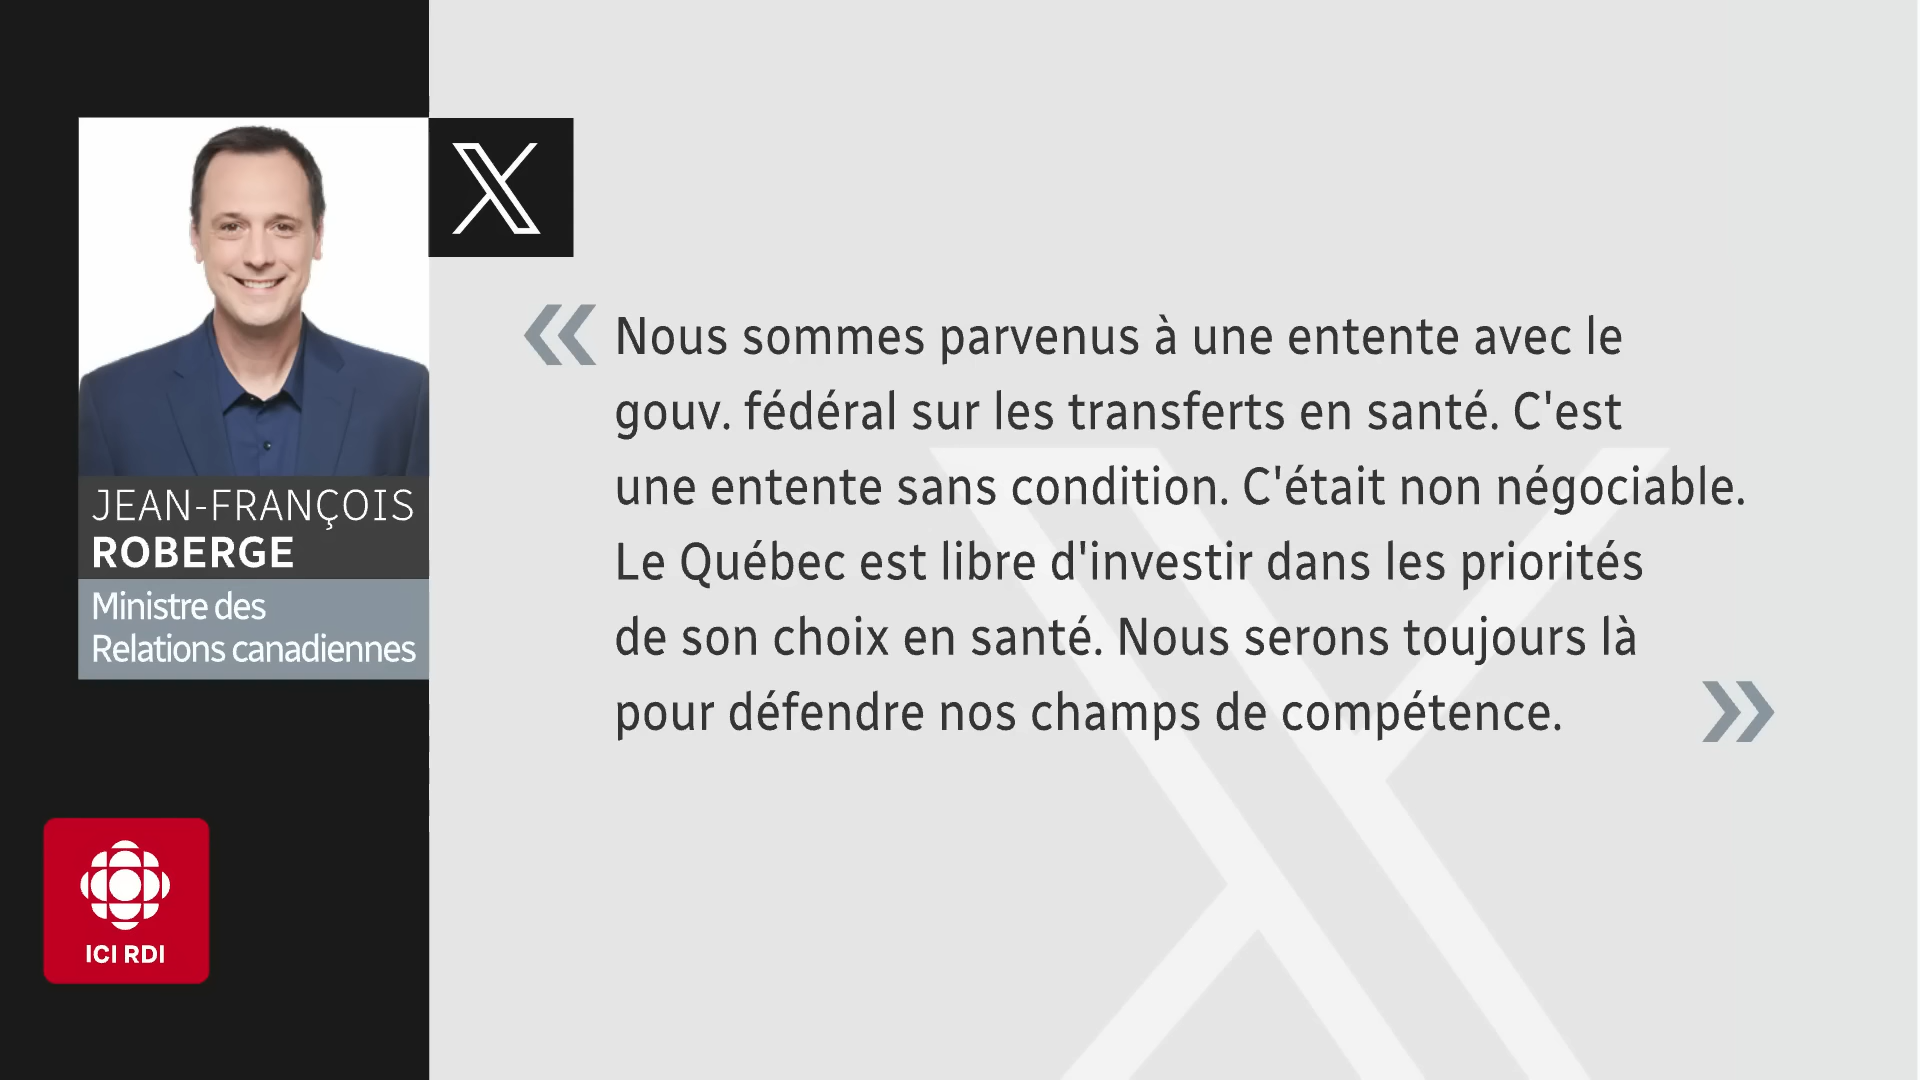 JEAN-FRANÇOIS
ROBERGE
Ministre des
Relations canadiennes
ICI RDI
« Nous sommes parvenus à une entente avec le
gouv. fédéral sur les transferts en santé. C'est
une entente sans condition. C'était non négociable.
Le Québec est libre d'investir dans les priorités
de son choix en santé. Nous serons toujours là
pour défendre nos champs de compétence. »